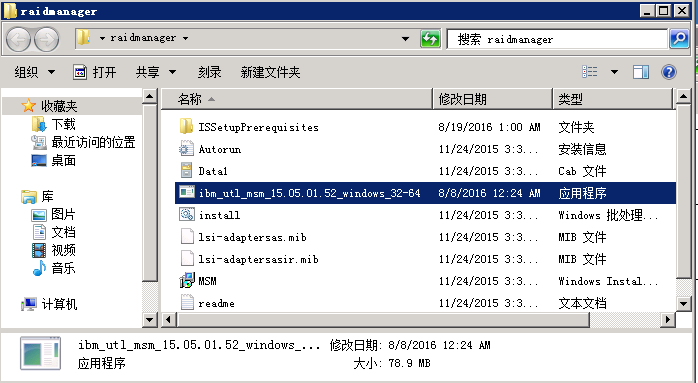 raidmanager
raidmanager
搜索 raidmanager
组织 打开 共享 刻录 新建文件夹
收藏夹
下载
最近访问的位置
桌面
库
图片
文档
视频
音乐
计算机
名称 修改日期 类型
ISSetupPrerequisites 8/19/2016 1:00 AM 文件夹
Autorun 11/24/2015 3:3... 安装信息
Data1 11/24/2015 3:3... Cab 文件
ibm_utl_msm_15.05.01.52_windows_32-64 8/8/2016 12:24 AM 应用程序
install 11/24/2015 3:3... Windows 批处理...
lsi-adaptersas.mib 11/24/2015 3:3... MIB 文件
lsi-adaptersasir.mib 11/24/2015 3:3... MIB 文件
MSM 11/24/2015 3:3... Windows Instal...
readme 11/24/2015 3:3... 文本文档
ibm_utl_msm_15.05.01.52_windows_... 修改日期: 8/8/2016 12:24 AM
应用程序 大小: 78.9 MB